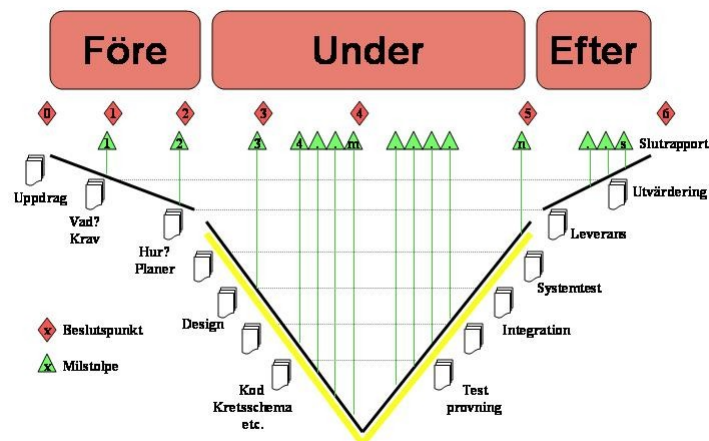 Före
Under
Efter
0
1
2
3
4
5
6
1
2
3
4
.
.
m
.
.
.
.
n
.
.
s
Slutrapport
Uppdrag
Vad?
Krav
Hur?
Planer
Design
Kod
Kretsschema
etc.
Utvärdering
Leverans
Systemtest
Integration
Test
provning
x Beslutspunkt
x Milstolpe